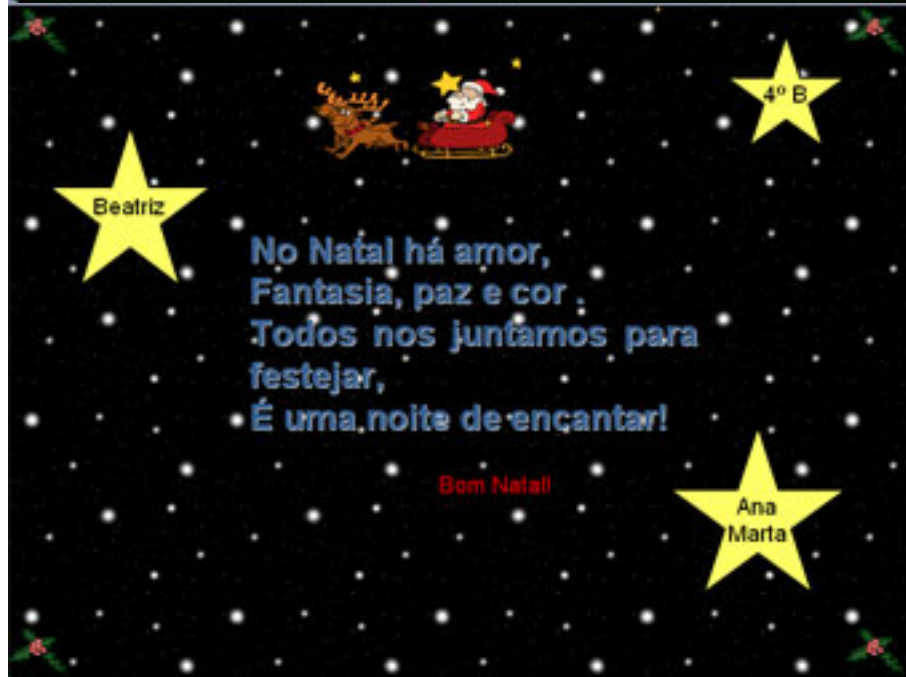 4º B
Beatriz
No Natal há amor,
Fantasia, paz e cor .
Todos nos juntamos para
festejar,
É uma noite de encantar!
Bom Natal!
Ana
Marta